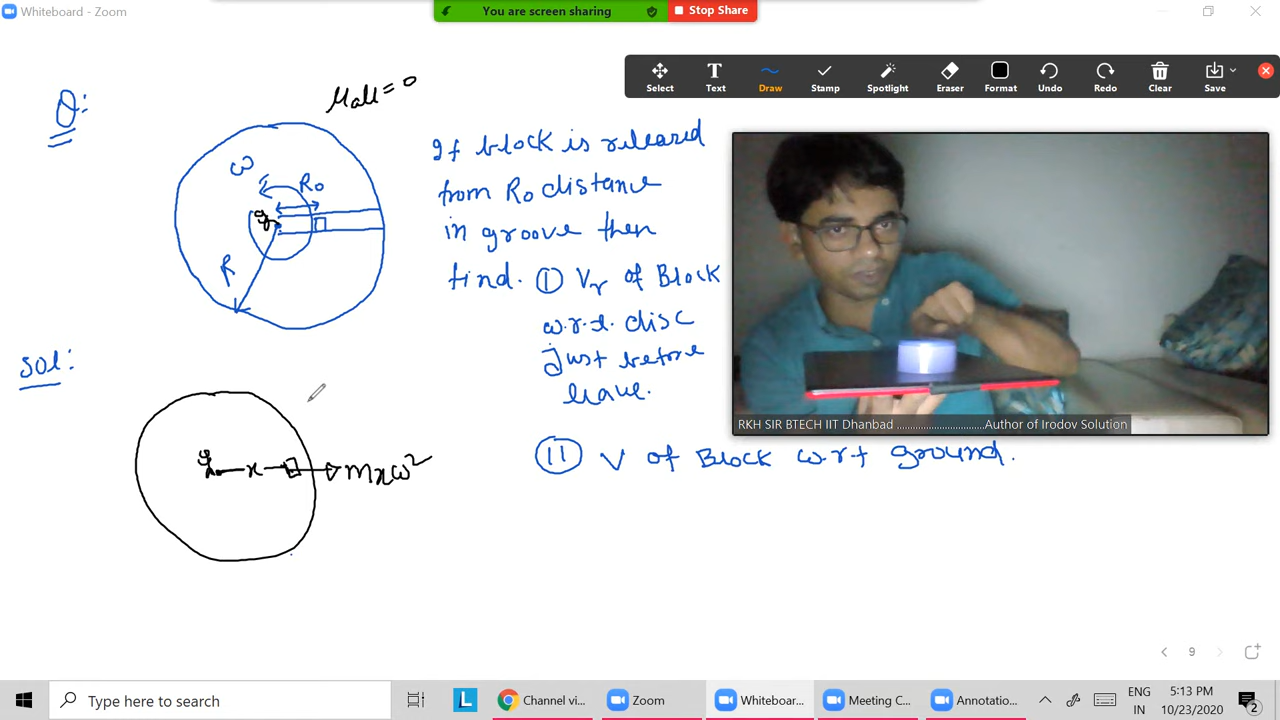 Whiteboard - Zoom
You are screen sharing
Stop Share
Select
Text
Draw
Stamp
Spotlight
Eraser
Format
Undo
Redo
Clear
Save
Q:
μall = 0
ω
R0
R
If block is released
from R0 distance
in groove then
find. (I) Vr of Block
w.r.t. disc
just before
leave.
(II) V of Block w.r.t ground.
Sol:
x
mxω²
RKH SIR BTECH IIT Dhanbad ..............................Author of Irodov Solution
9
Type here to search
L
Channel vi...
Zoom
Whiteboar...
Meeting C...
Annotatio...
ENG
IN
5:13 PM
10/23/2020
2